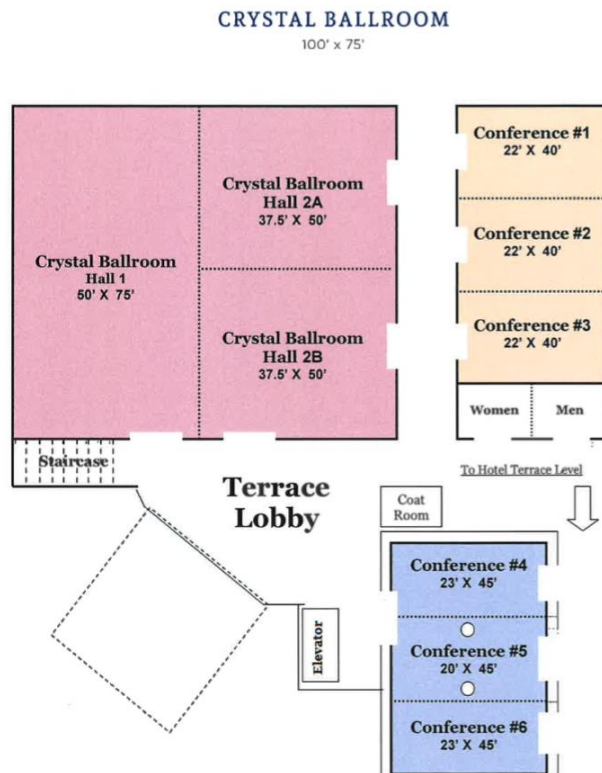 CRYSTAL BALLROOM
100' x 75'
Crystal Ballroom
Hall 1
50' X 75'
Crystal Ballroom
Hall 2A
37.5' X 50'
Crystal Ballroom
Hall 2B
37.5' X 50'
Conference #1
22' X 40'
Conference #2
22' X 40'
Conference #3
22' X 40'
Women
Men
Staircase
Terrace
Lobby
To Hotel Terrace Level
Coat
Room
Elevator
Conference #4
23' X 45'
Conference #5
20' X 45'
Conference #6
23' X 45'